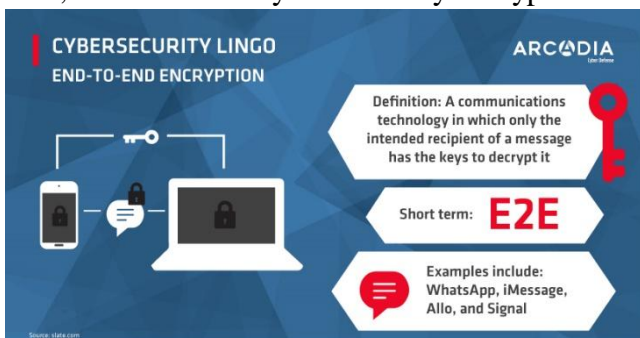 CYBERSECURITY LINGO
END-TO-END ENCRYPTION
ARCADIA
Cyber Defense
Definition: A communications
technology in which only the
intended recipient of a message
has the keys to decrypt it
Short term: E2E
Examples include:
WhatsApp, iMessage,
Allo, and Signal
Source: slate.com